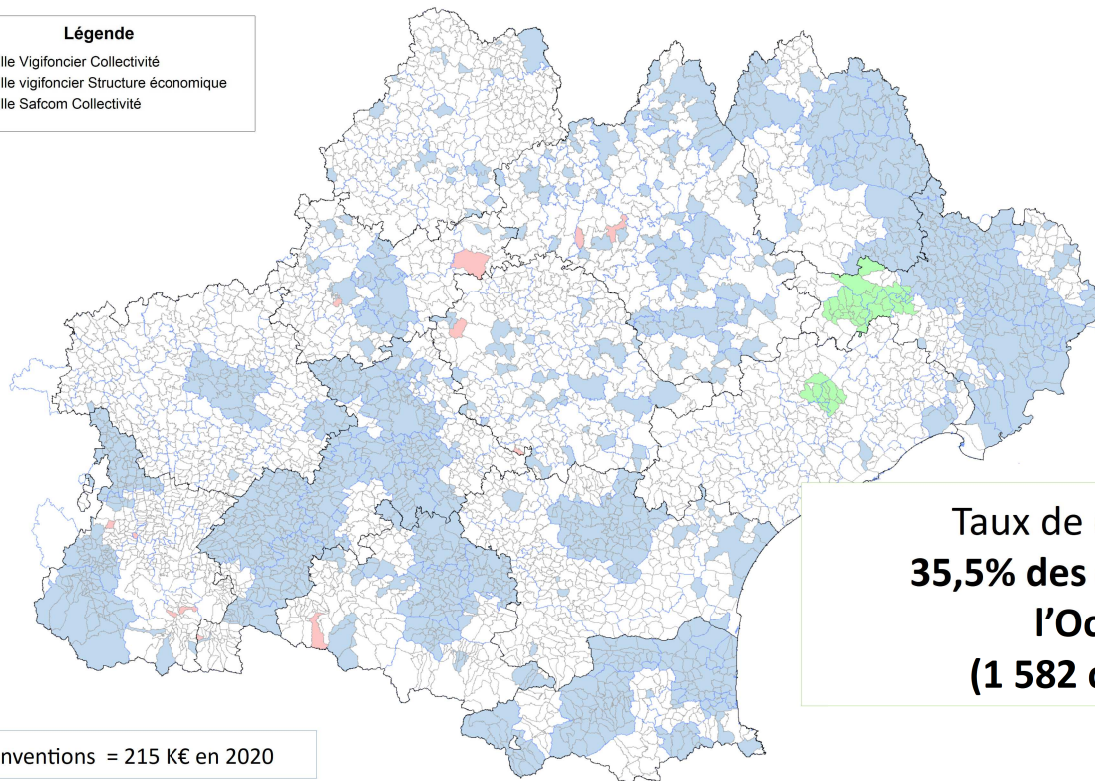 Légende
lle Vigifoncier Collectivité
lle vigifoncier Structure économique
lle Safcom Collectivité
Taux de
35,5% des
l’Oc
(1 582 c
nventions = 215 K€ en 2020